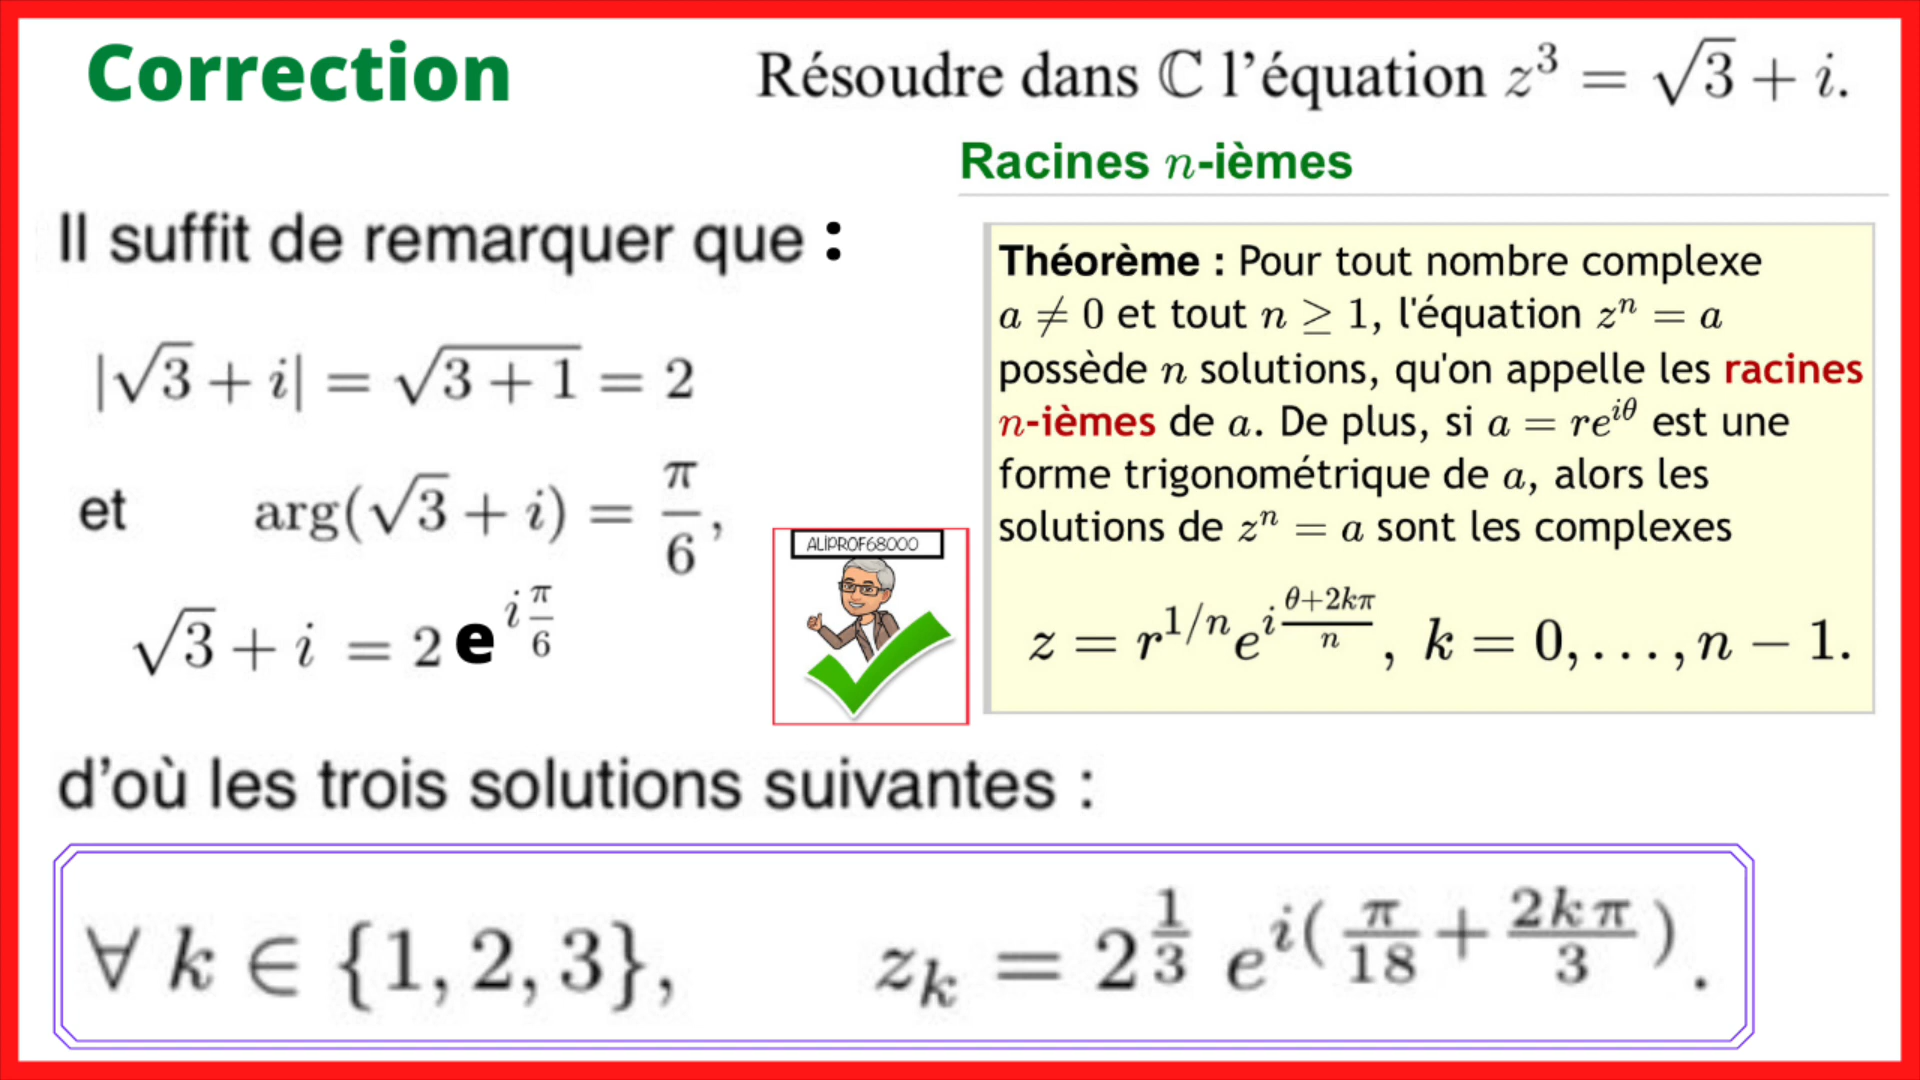 Correction
Résoudre dans ℂ l’équation z³ = √3 + i.
Racines n-ièmes
Il suffit de remarquer que :
|√3 + i| = √(3 + 1) = 2
et arg(√3 + i) = π/6,
√3 + i = 2 e^(i π/6)
ALIPROF68000
Théorème : Pour tout nombre complexe
a ≠ 0 et tout n ≥ 1, l'équation zⁿ = a
possède n solutions, qu'on appelle les racines
n-ièmes de a. De plus, si a = re^(iθ) est une
forme trigonométrique de a, alors les
solutions de zⁿ = a sont les complexes
z = r^(1/n) e^(i (θ+2kπ)/n), k = 0, . . . , n − 1.
d’où les trois solutions suivantes :
∀ k ∈ {1, 2, 3}, z_k = 2^(1/3) e^(i(π/18 + 2kπ/3)).